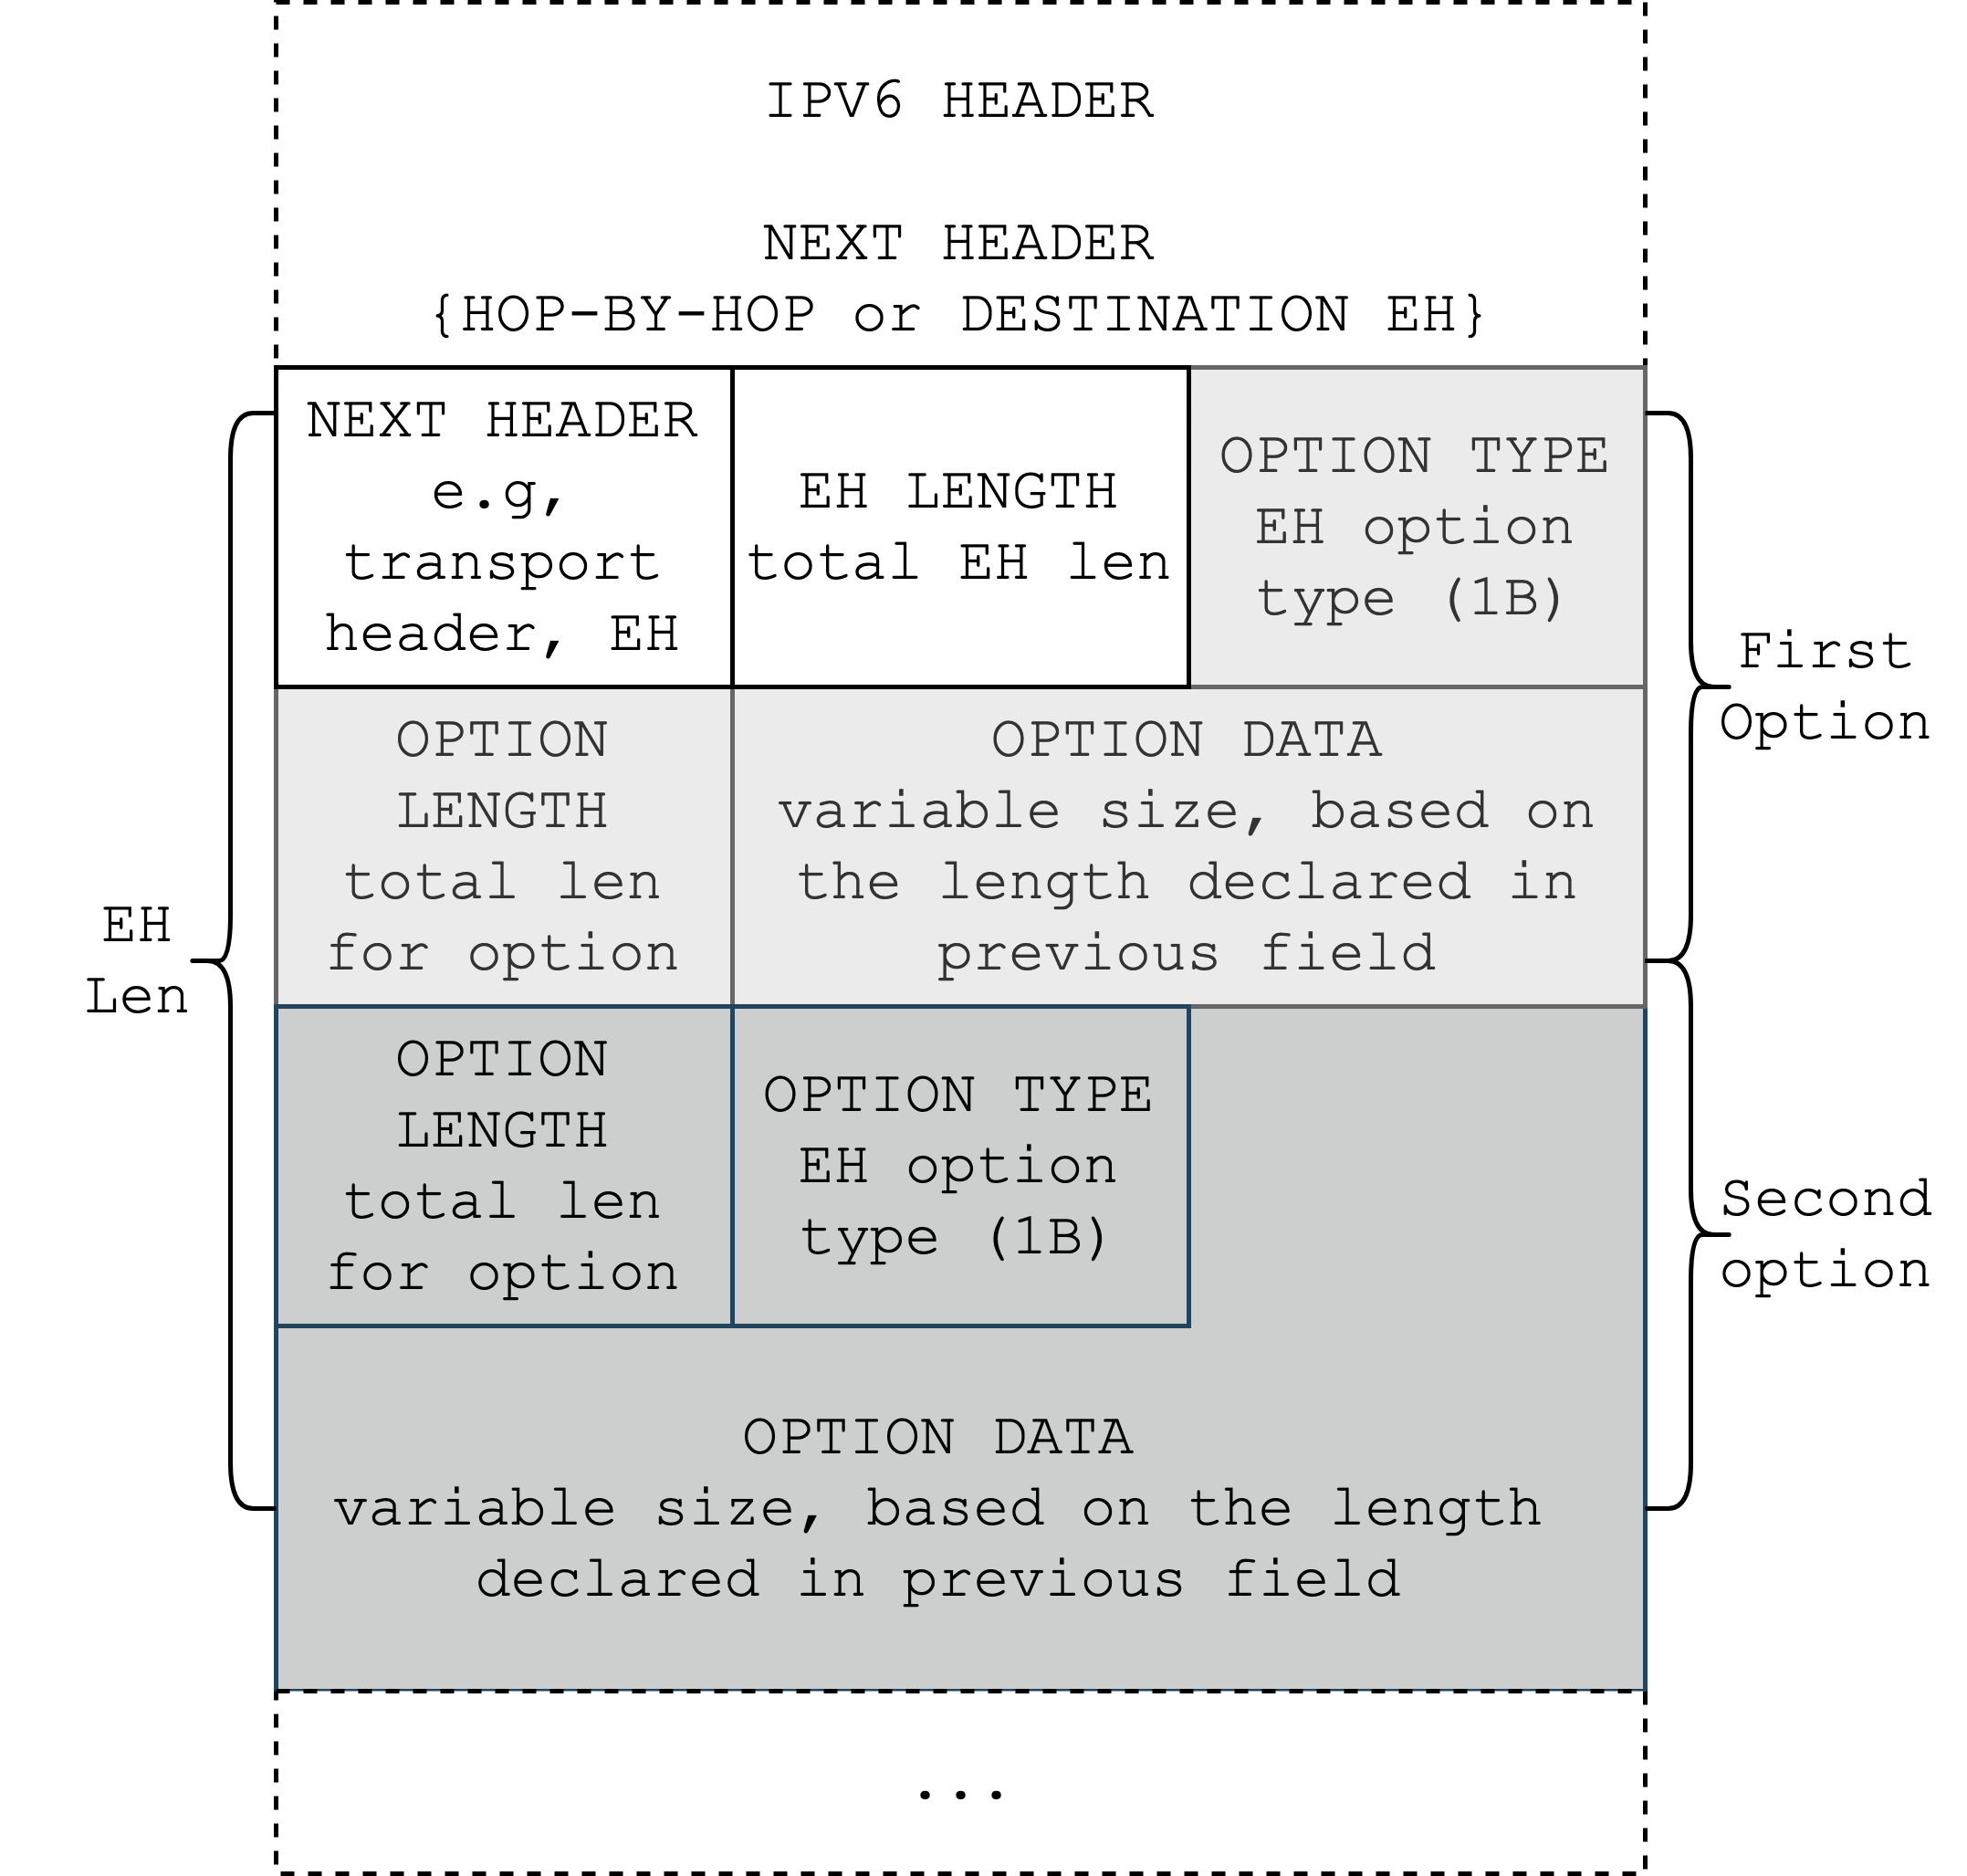 IPV6 HEADER
NEXT HEADER
{HOP-BY-HOP or DESTINATION EH}
NEXT HEADER
e.g,
transport
header, EH
EH LENGTH
total EH len
OPTION TYPE
EH option
type (1B)
OPTION
LENGTH
total len
for option
OPTION DATA
variable size, based on
the length declared in
previous field
OPTION
LENGTH
total len
for option
OPTION TYPE
EH option
type (1B)
OPTION DATA
variable size, based on the length
declared in previous field
...
EH
Len
First
Option
Second
option